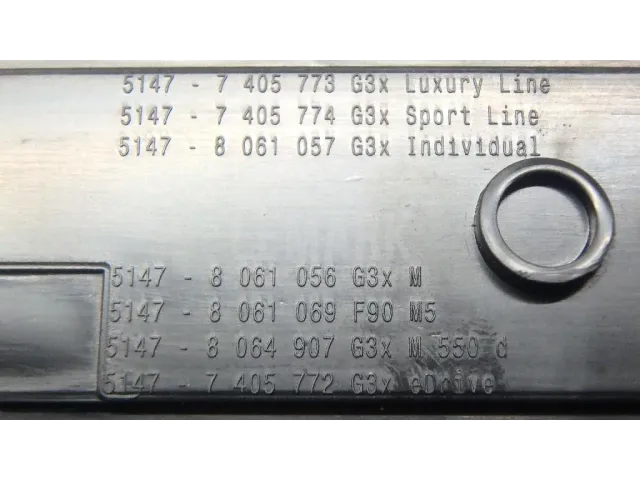 5147 - 7 405 773 G3x Luxury Line
5147 - 7 405 774 G3x Sport Line
5147 - 8 061 057 G3x Individual
5147 - 8 061 056 G3x M
5147 - 8 061 069 F90 M5
5147 - 8 064 907 G3x M 550 d
5147 - 7 405 772 G3x eDrive